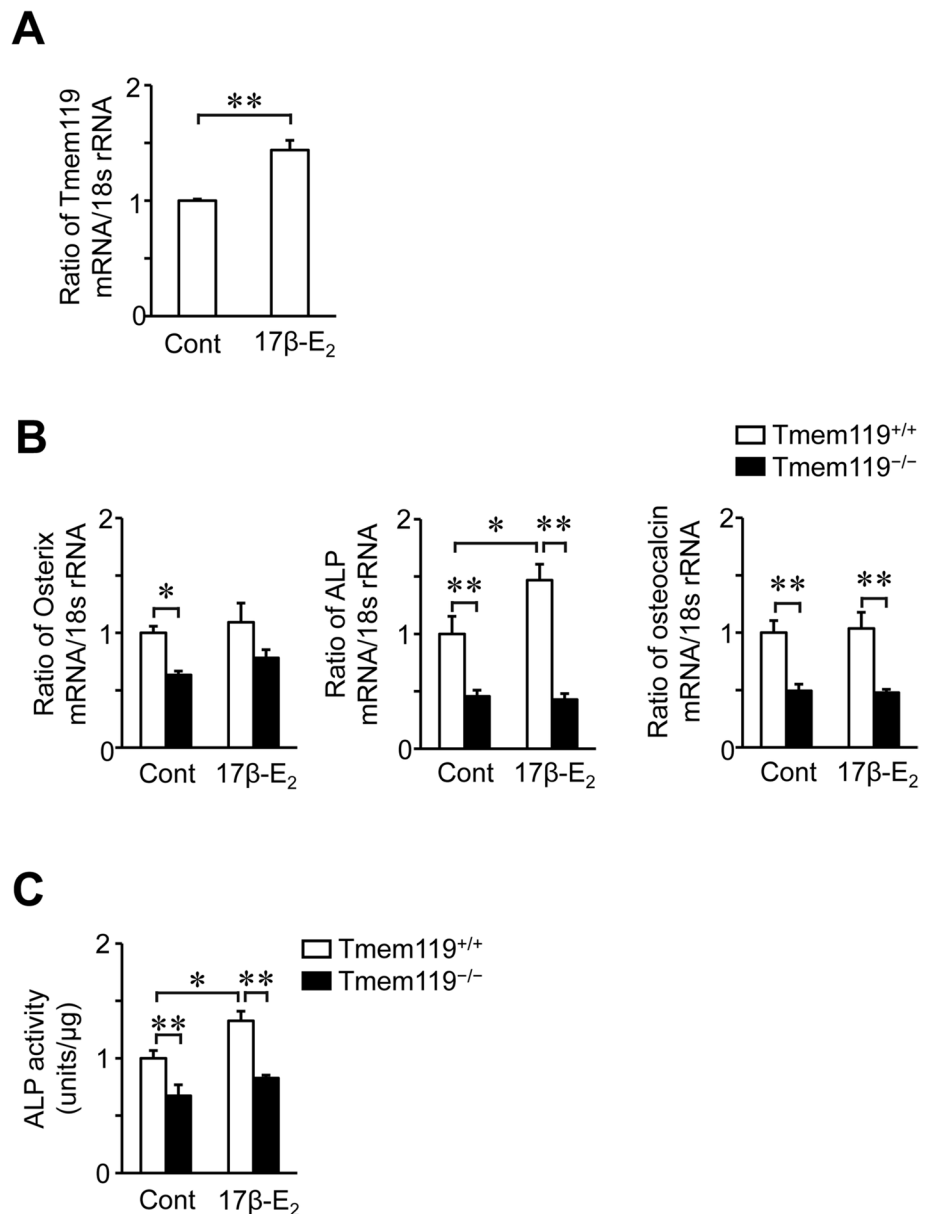 A
Ratio of Tmem119
mRNA/18s rRNA
2
1
0
**
Cont
17β-E₂
B
Tmem119⁺/⁺
Tmem119⁻/⁻
Ratio of Osterix
mRNA/18s rRNA
2
1
0
*
Cont
17β-E₂
Ratio of ALP
mRNA/18s rRNA
2
1
0
**
*
**
Cont
17β-E₂
Ratio of osteocalcin
mRNA/18s rRNA
2
1
0
**
**
Cont
17β-E₂
C
Tmem119⁺/⁺
Tmem119⁻/⁻
ALP activity
(units/μg)
2
1
0
**
*
**
Cont
17β-E₂